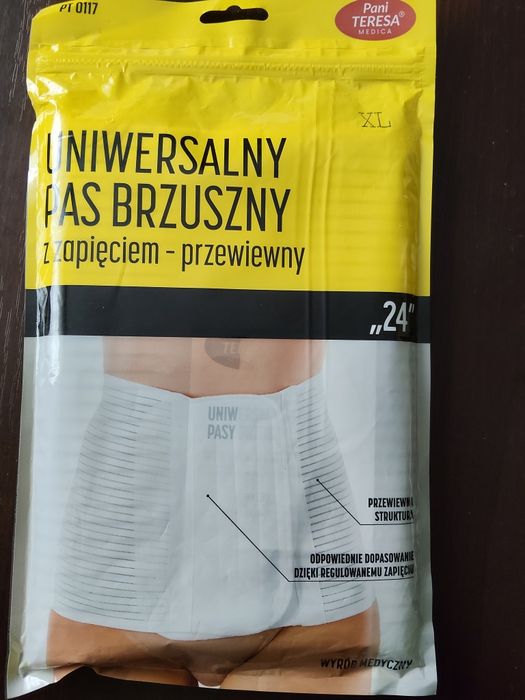 PT 0117
Pani
TERESA®
MEDICA
XL
UNIWERSALNY
PAS BRZUSZNY
z zapięciem - przewiewny
„24”
UNIWERSAL
PASY
PRZEWIEWNA
STRUKTURA
ODPOWIEDNIE DOPASOWANIE
DZIĘKI REGULOWANEMU ZAPIĘCIU
WYRÓB MEDYCZNY